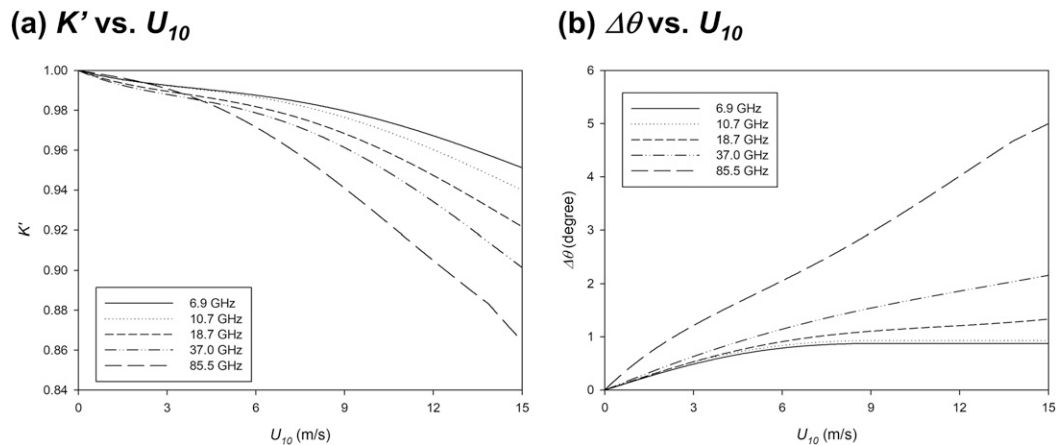 (a) K' vs. U10
1.00
0.98
0.96
0.94
0.92
0.90
0.88
0.86
0.84
K'
6.9 GHz
10.7 GHz
18.7 GHz
37.0 GHz
85.5 GHz
0 3 6 9 12 15
U10 (m/s)
(b) Δθ vs. U10
6
5
4
3
2
1
0
Δθ (degree)
6.9 GHz
10.7 GHz
18.7 GHz
37.0 GHz
85.5 GHz
0 3 6 9 12 15
U10 (m/s)